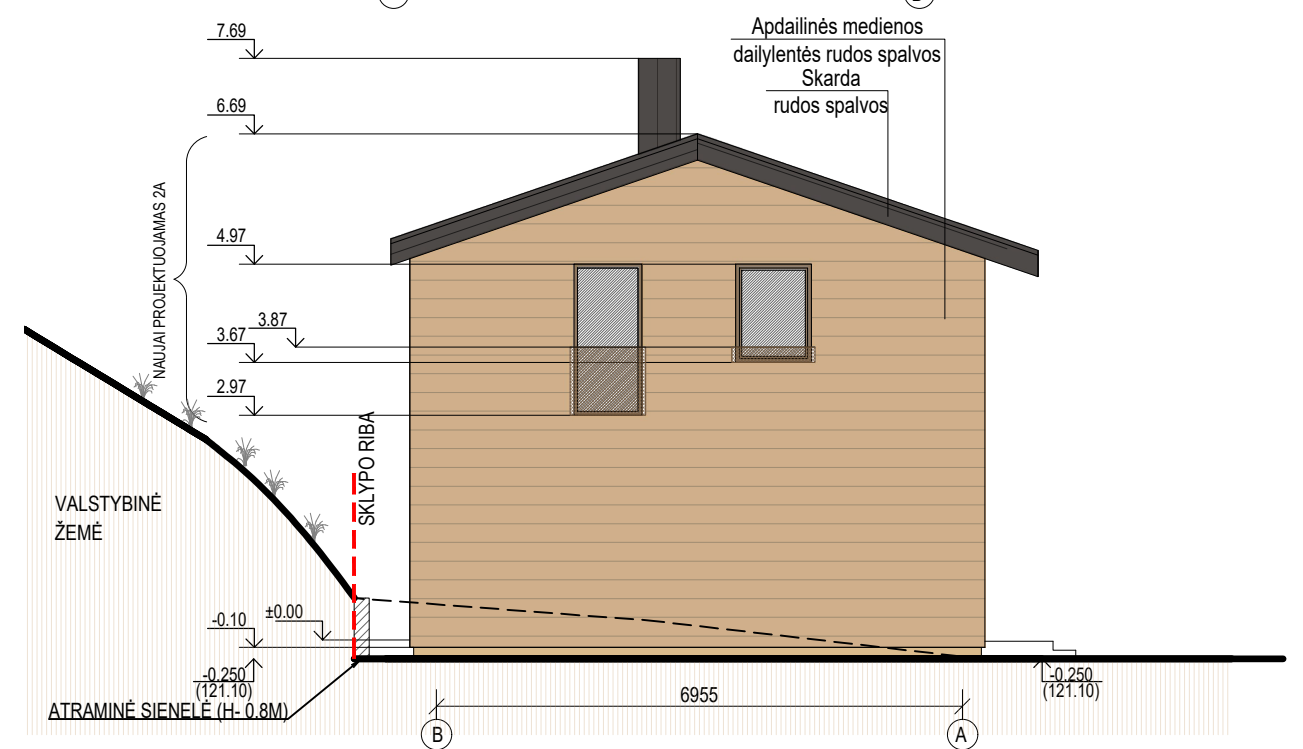 7.69
Apdailinės medienos
dailylentės rudos spalvos
Skarda
rudos spalvos
6.69
NAUJAI PROJEKTUOJAMAS 2A
4.97
3.87
3.67
2.97
SKLYPO RIBA
VALSTYBINĖ
ŽEMĖ
±0.00
-0.10
-0.250
(121.10)
-0.250
(121.10)
ATRAMINĖ SIENELĖ (H- 0.8M)
6955
B
A